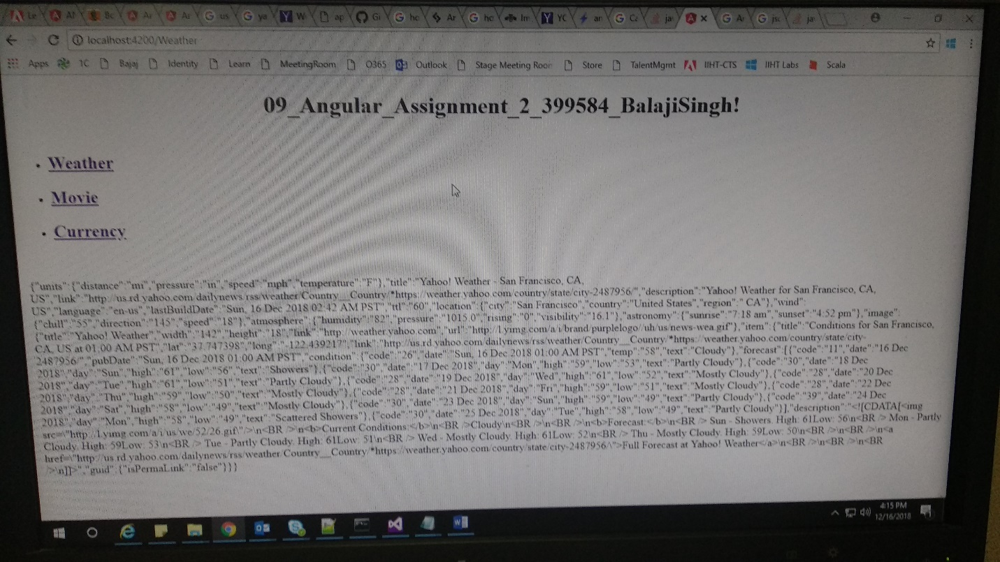 localhost:4200/Weather
Apps 1C Bajaj Identity Learn MeetingRoom O365 Outlook Stage Meeting Roor Store TalentMgmt IIHT-CTS IIHT Labs Scala
09_Angular_Assignment_2_399584_BalajiSingh!
Weather
Movie
Currency
{"units":{"distance":"mi","pressure":"in","speed":"mph","temperature":"F"},"title":"Yahoo! Weather - San Francisco, CA,
US","link":"http://us.rd.yahoo.com/dailynews/rss/weather/Country__Country/*https://weather.yahoo.com/country/state/city-2487956/","description":"Yahoo! Weather for San Francisco, CA,
US","language":"en-us","lastBuildDate":"Sun, 16 Dec 2018 02:42 AM PST","ttl":"60","location":{"city":"San Francisco","country":"United States","region":" CA"},"wind":
{"chill":"55","direction":"145","speed":"18"},"atmosphere":{"humidity":"82","pressure":"1015.0","rising":"0","visibility":"16.1"},"astronomy":{"sunrise":"7:18 am","sunset":"4:52 pm"},"image":
{"title":"Yahoo! Weather","width":"142","height":"18","link":"http://weather.yahoo.com","url":"http://l.yimg.com/a/i/brand/purplelogo//uh/us/news-wea.gif"},"item":{"title":"Conditions for San Francisco,
CA, US at 01:00 AM PST","lat":"37.747398","long":"-122.439217","link":"http://us.rd.yahoo.com/dailynews/rss/weather/Country__Country/*https://weather.yahoo.com/country/state/city-
2487956/","pubDate":"Sun, 16 Dec 2018 01:00 AM PST","condition":{"code":"26","date":"Sun, 16 Dec 2018 01:00 AM PST","temp":"58","text":"Cloudy"},"forecast":[{"code":"11","date":"16 Dec
2018","day":"Sun","high":"61","low":"56","text":"Showers"},{"code":"30","date":"17 Dec 2018","day":"Mon","high":"59","low":"53","text":"Partly Cloudy"},{"code":"30","date":"18 Dec
2018","day":"Tue","high":"61","low":"51","text":"Partly Cloudy"},{"code":"28","date":"19 Dec 2018","day":"Wed","high":"61","low":"52","text":"Mostly Cloudy"},{"code":"28","date":"20 Dec
2018","day":"Thu","high":"59","low":"50","text":"Mostly Cloudy"},{"code":"28","date":"21 Dec 2018","day":"Fri","high":"59","low":"51","text":"Mostly Cloudy"},{"code":"28","date":"22 Dec
2018","day":"Sat","high":"58","low":"49","text":"Mostly Cloudy"},{"code":"30","date":"23 Dec 2018","day":"Sun","high":"59","low":"49","text":"Partly Cloudy"},{"code":"39","date":"24 Dec
2018","day":"Mon","high":"58","low":"49","text":"Scattered Showers"},{"code":"30","date":"25 Dec 2018","day":"Tue","high":"58","low":"49","text":"Partly Cloudy"}],"description":"<![CDATA[<img
src=\"http://l.yimg.com/a/i/us/we/52/26.gif\"/>\n<BR />\n<b>Current Conditions:</b>\n<BR />Cloudy\n<BR />\n<BR />\n<b>Forecast:</b>\n<BR /> Sun - Showers. High: 61Low: 56\n<BR /> Mon - Partly
Cloudy. High: 59Low: 53\n<BR /> Tue - Partly Cloudy. High: 61Low: 51\n<BR /> Wed - Mostly Cloudy. High: 61Low: 52\n<BR /> Thu - Mostly Cloudy. High: 59Low: 50\n<BR />\n<BR />\n<a
href=\"http://us.rd.yahoo.com/dailynews/rss/weather/Country__Country/*https://weather.yahoo.com/country/state/city-2487956/\">Full Forecast at Yahoo! Weather</a>\n<BR />\n<BR />\n<BR
/>\n]]>","guid":{"isPermaLink":"false"}}}
4:15 PM
12/16/2018